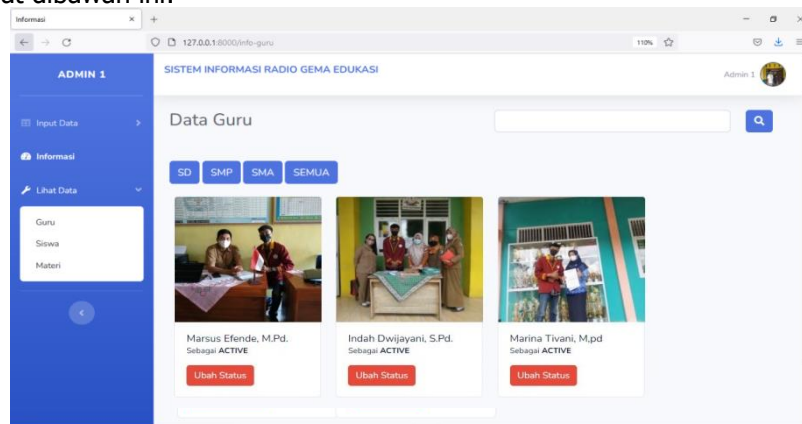 Informasi
127.0.0.1:8000/info-guru
110%
ADMIN 1
SISTEM INFORMASI RADIO GEMA EDUKASI
Admin 1
Input Data
Data Guru
Informasi
SD SMP SMA SEMUA
Lihat Data
Guru
Siswa
Materi
Marsus Efende, M.Pd.
Sebagai ACTIVE
Ubah Status
Indah Dwijayani, S.Pd.
Sebagai ACTIVE
Ubah Status
Marina Tivani, M,pd
Sebagai ACTIVE
Ubah Status